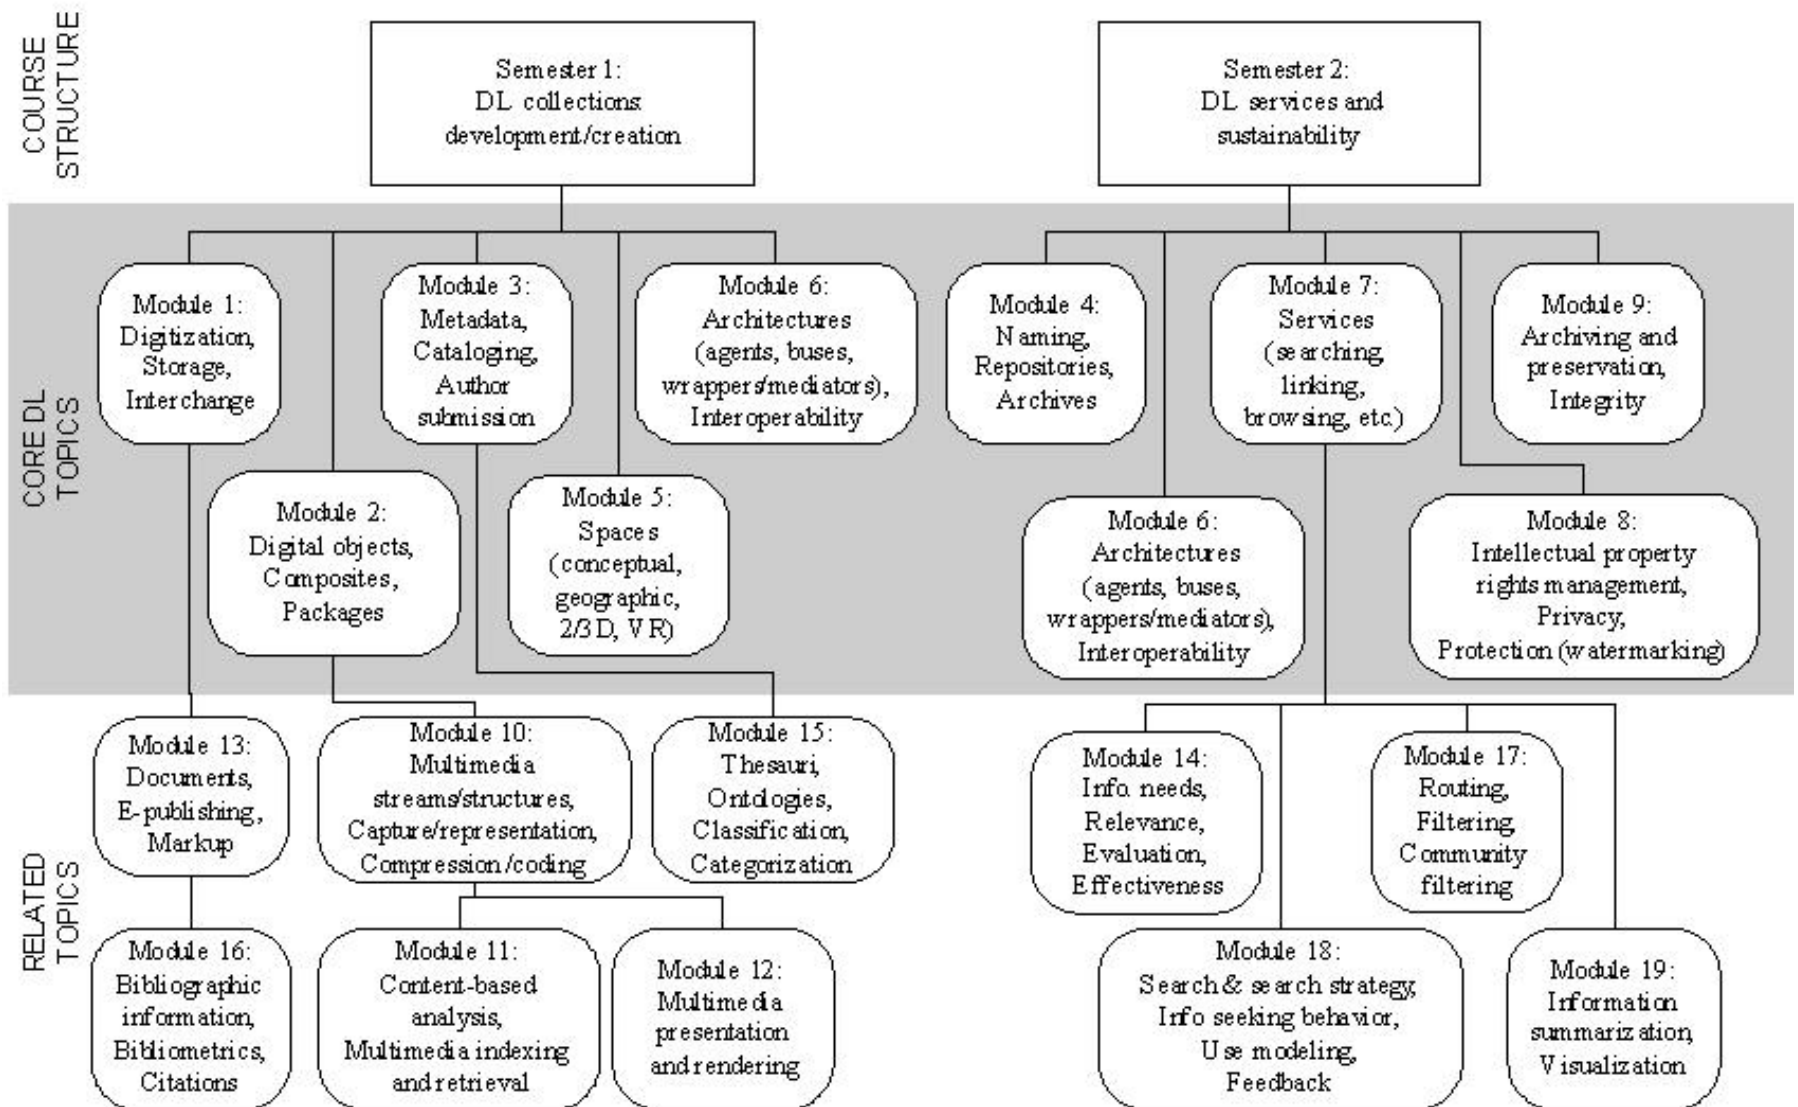 COURSE
STRUCTURE
Semester 1:
DL collections
development/creation
Semester 2:
DL services and
sustainability
CORE DL
TOPICS
Module 1:
Digitization,
Storage,
Interchange
Module 3:
Metadata,
Cataloging,
Author
submission
Module 6:
Architectures
(agents, buses,
wrappers/mediators),
Interoperability
Module 4:
Naming,
Repositories,
Archives
Module 7:
Services
(searching,
linking,
browsing, etc.)
Module 9:
Archiving and
preservation,
Integrity
Module 2:
Digital objects,
Composites,
Packages
Module 5:
Spaces
(conceptual,
geographic,
2/3D, VR)
Module 6:
Architectures
(agents, buses,
wrappers/mediators),
Interoperability
Module 8:
Intellectual property
rights management,
Privacy,
Protection (watermarking)
RELATED
TOPICS
Module 13:
Documents,
E-publishing,
Markup
Module 10:
Multimedia
streams/structures,
Capture/representation,
Compression/coding
Module 15:
Thesauri,
Ontologies,
Classification,
Categorization
Module 14:
Info. needs,
Relevance,
Evaluation,
Effectiveness
Module 17:
Routing,
Filtering,
Community
filtering
Module 16:
Bibliographic
information,
Bibliometrics,
Citations
Module 11:
Content-based
analysis,
Multimedia indexing
and retrieval
Module 12:
Multimedia
presentation
and rendering
Module 18:
Search & search strategy,
Info seeking behavior,
Use modeling,
Feedback
Module 19:
Information
summarization,
Visualization